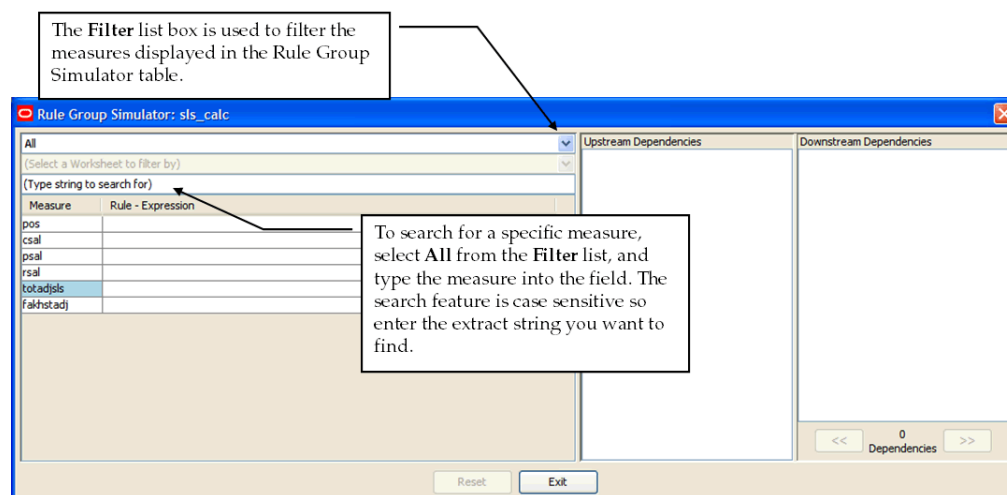 The Filter list box is used to filter the
measures displayed in the Rule Group
Simulator table.
Rule Group Simulator: sls_calc
All
(Select a Worksheet to filter by)
(Type string to search for)
Measure Rule - Expression
pos
csal
psal
rsal
totadjsls
fakhstadj
To search for a specific measure,
select All from the Filter list, and
type the measure into the field. The
search feature is case sensitive so
enter the extract string you want to
find.
Upstream Dependencies
Downstream Dependencies
<< 0 >>
Dependencies
Reset Exit